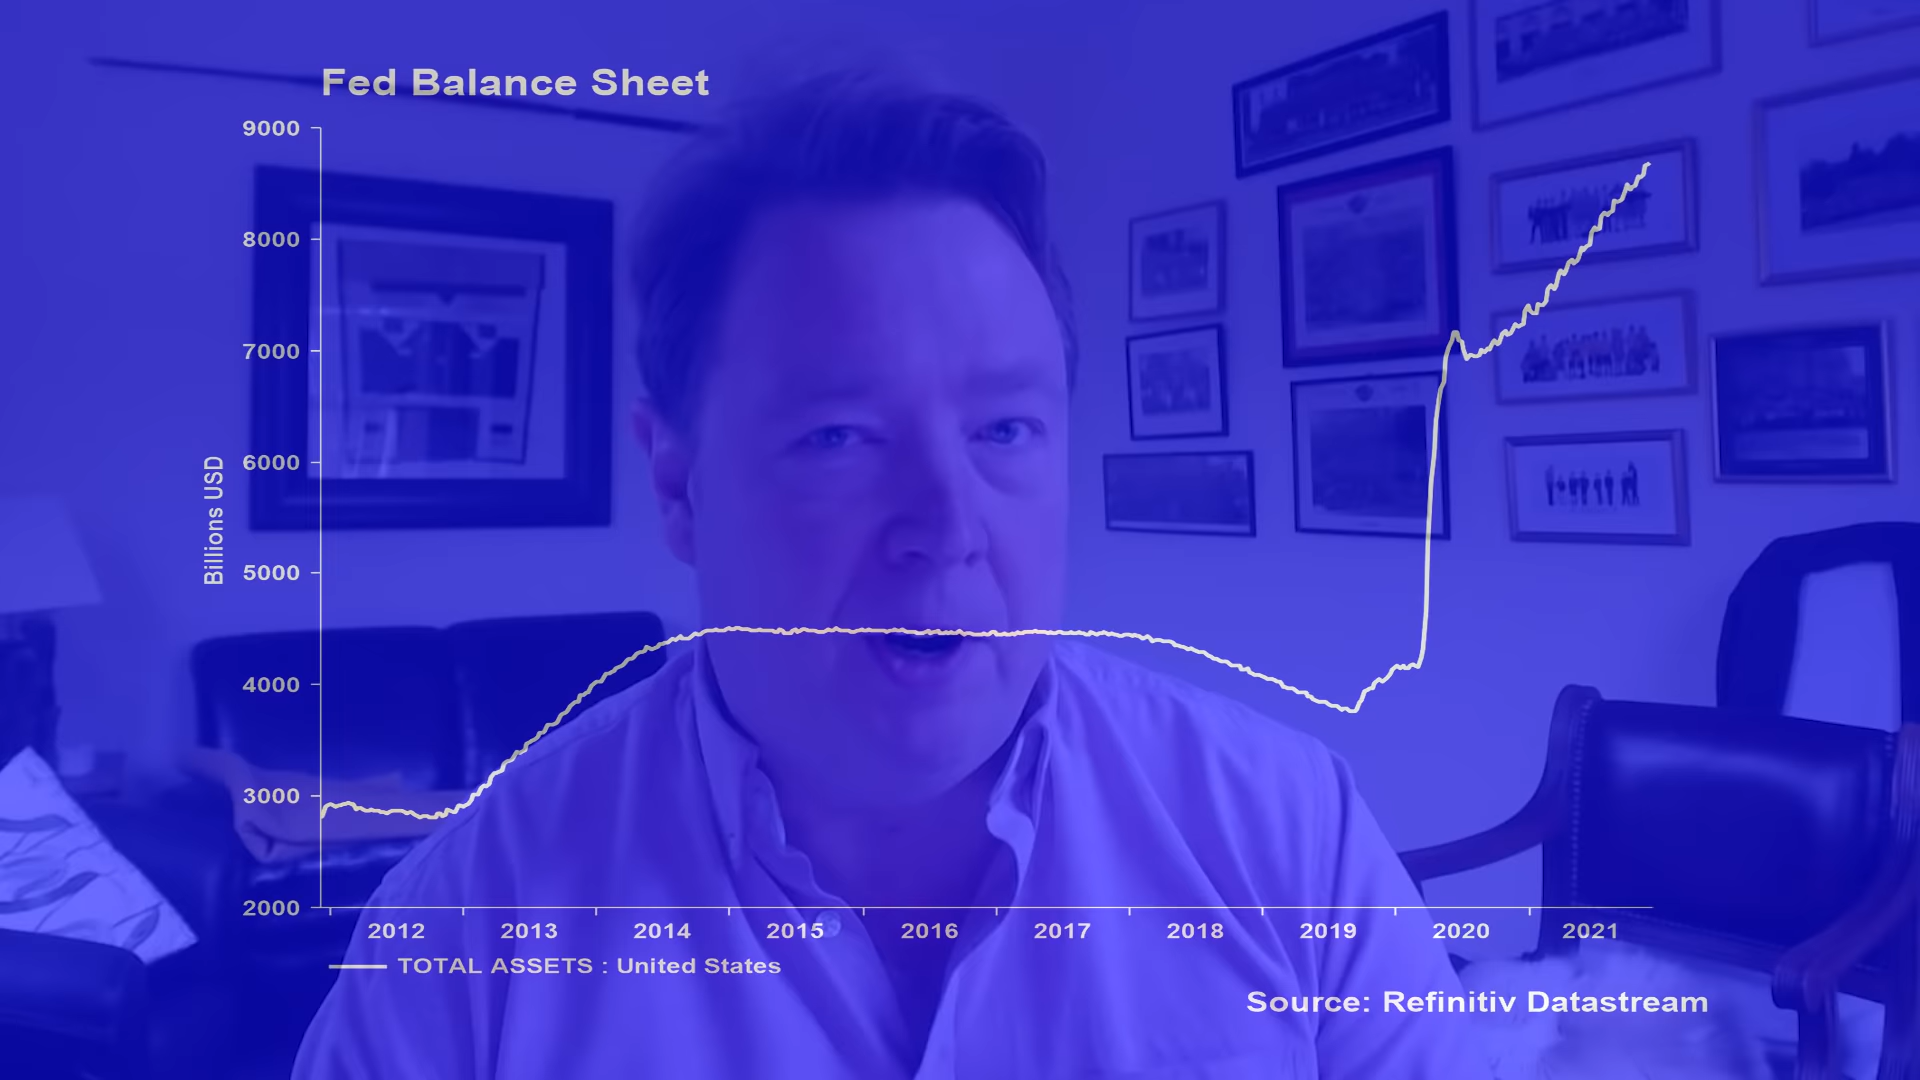 Fed Balance Sheet
9000
8000
7000
6000
5000
4000
3000
2000
Billions USD
2012 2013 2014 2015 2016 2017 2018 2019 2020 2021
TOTAL ASSETS : United States
Source: Refinitiv Datastream